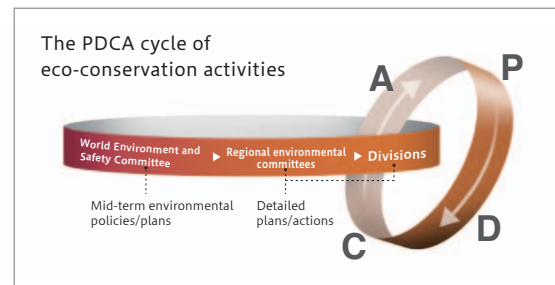 The PDCA cycle of
eco-conservation activities
A
P
World Environment and
Safety Committee
Regional environmental
committees
Divisions
Mid-term environmental
policies/plans
Detailed
plans/actions
C
D